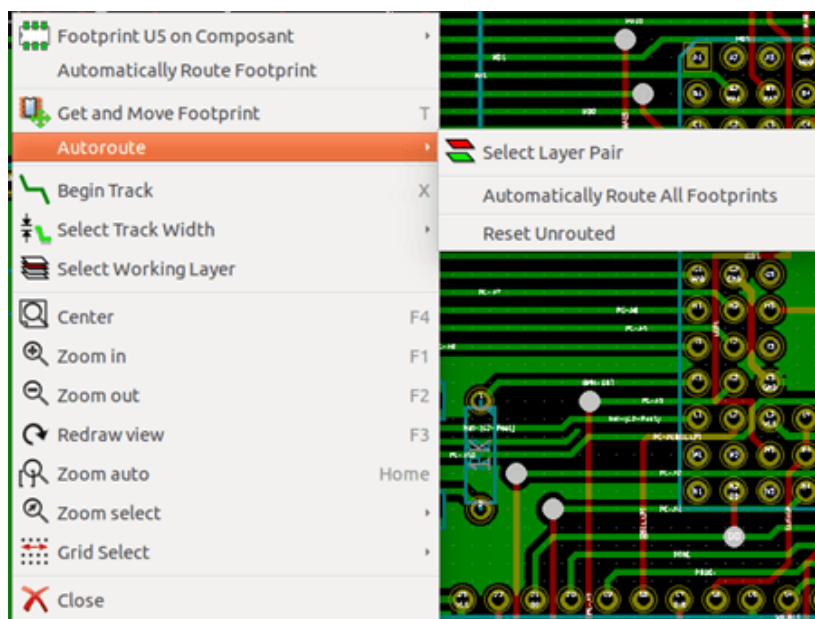 Footprint U5 on Composant
Automatically Route Footprint
Get and Move Footprint T
Autoroute
Select Layer Pair
Automatically Route All Footprints
Reset Unrouted
Begin Track X
Select Track Width
Select Working Layer
Center F4
Zoom in F1
Zoom out F2
Redraw view F3
Zoom auto Home
Zoom select
Grid Select
Close
1K